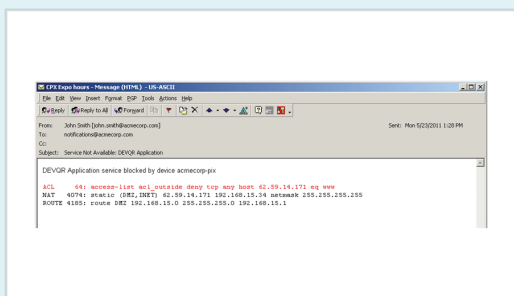 CPX Expo hours - Message (HTML) - US-ASCII
File Edit View Insert Format PGP Tools Actions Help
Reply Reply to All Forward
From: John Smith [john.smith@acmecorp.com] Sent: Mon 5/23/2011 1:28 PM
To: notifications@acmecorp.com
Cc:
Subject: Service Not Available: DEVQR Application
DEVQR Application service blocked by device acmecorp-pix
ACL 64: access-list acl_outside deny tcp any host 62.59.14.171 eq www
NAT 4074: static (DMZ,INET) 62.59.14.171 192.168.15.34 netmask 255.255.255.255
ROUTE 4185: route DMZ 192.168.15.0 255.255.255.0 192.168.15.1